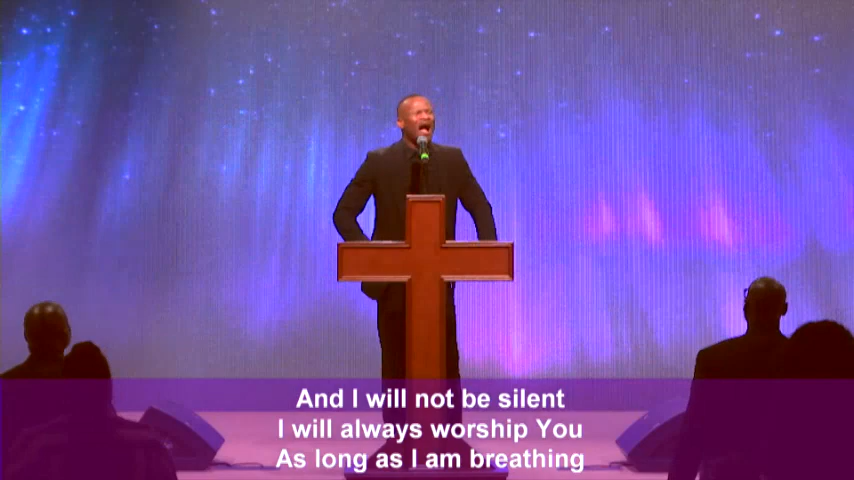 And I will not be silent
I will always worship You
As long as I am breathing